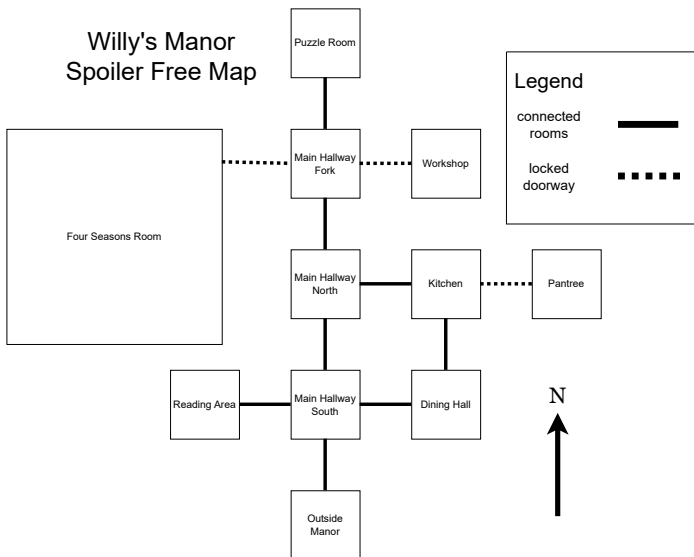 Willy's Manor
Spoiler Free Map
Puzzle Room
Legend
connected
rooms
locked
doorway
Main Hallway
Fork
Workshop
Four Seasons Room
Main Hallway
North
Kitchen
Pantree
Reading Area
Main Hallway
South
Dining Hall
N
Outside
Manor